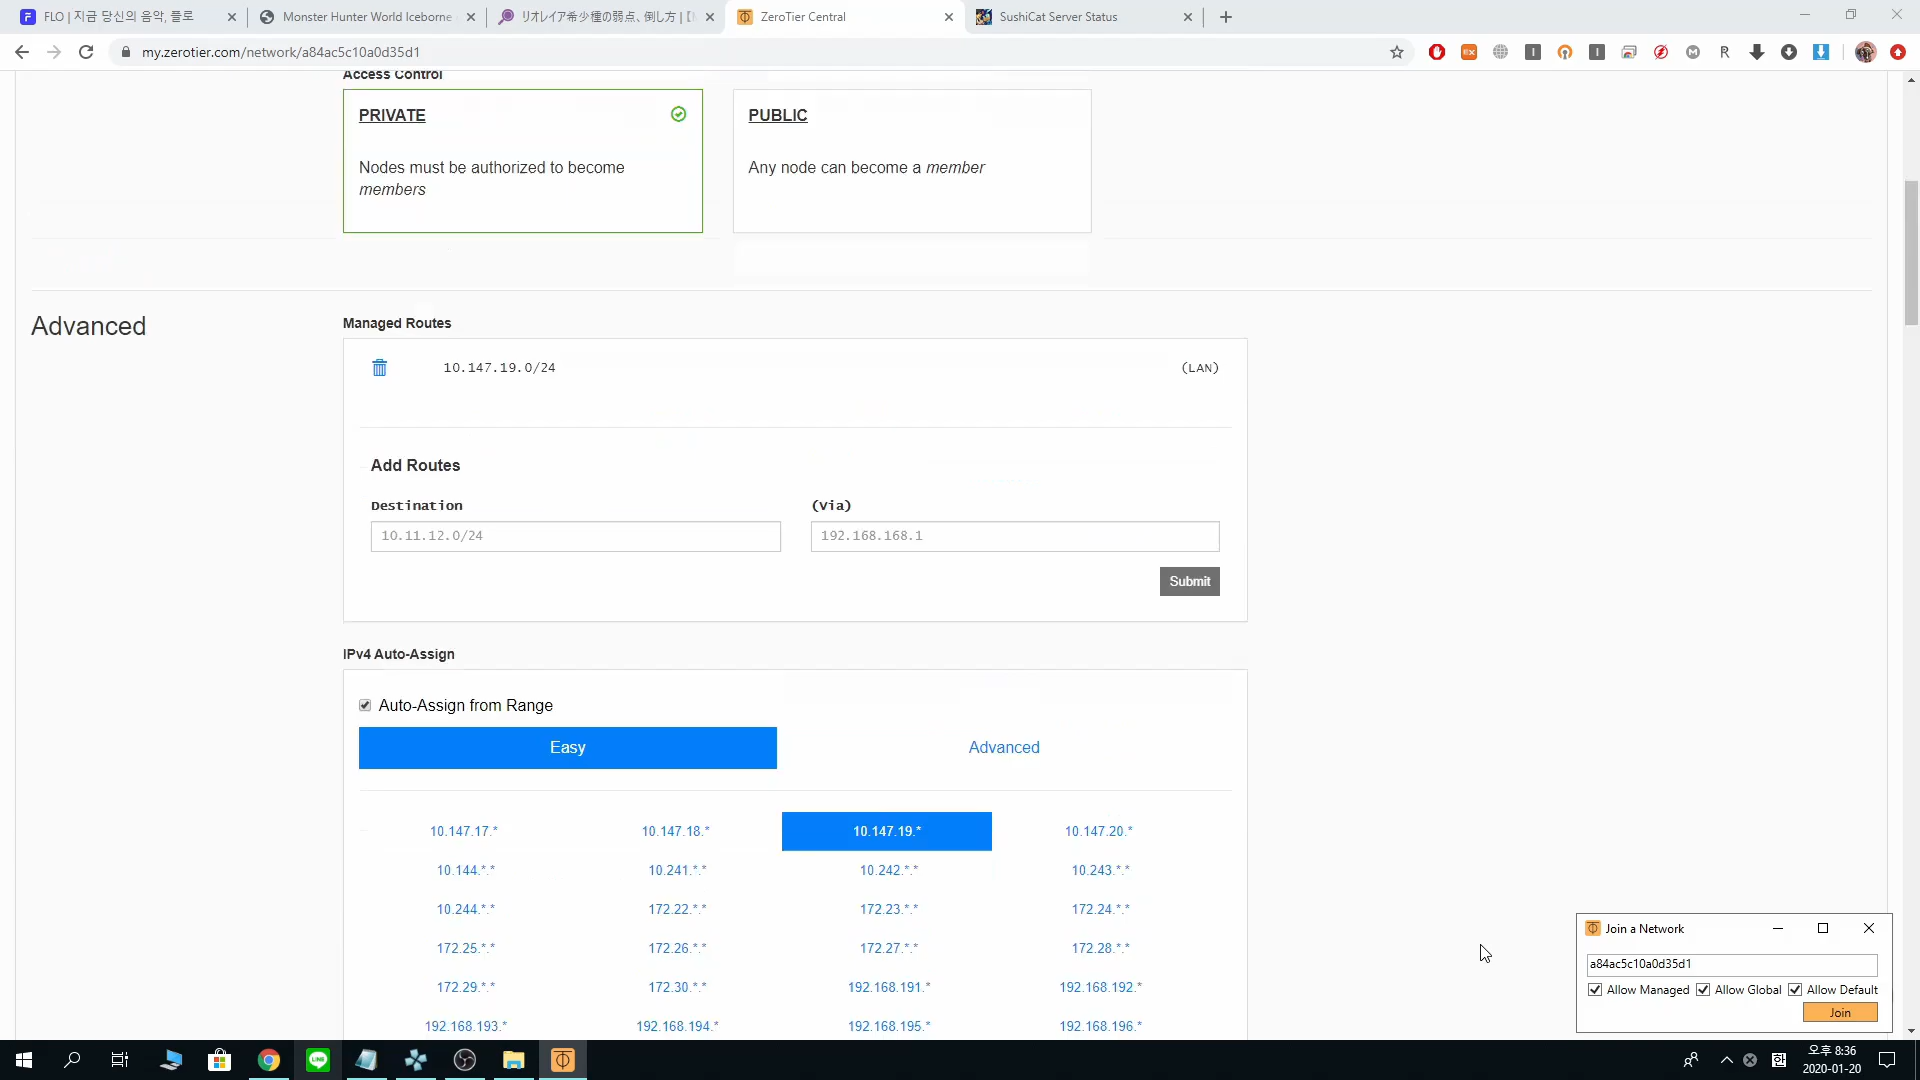 FLO | 지금 당신의 음악, 플로
Monster Hunter World Iceborne
リオレイア希少種の弱点、倒し方 | 【
ZeroTier Central
SushiCat Server Status
my.zerotier.com/network/a84ac5c10a0d35d1
Access Control
PRIVATE
Nodes must be authorized to become
members
PUBLIC
Any node can become a member
Advanced
Managed Routes
10.147.19.0/24
(LAN)
Add Routes
Destination
(Via)
10.11.12.0/24
192.168.168.1
Submit
IPv4 Auto-Assign
Auto-Assign from Range
Easy
Advanced
10.147.17.*
10.147.18.*
10.147.19.*
10.147.20.*
10.144.*.*
10.241.*.*
10.242.*.*
10.243.*.*
10.244.*.*
172.22.*.*
172.23.*.*
172.24.*.*
172.25.*.*
172.26.*.*
172.27.*.*
172.28.*.*
172.29.*.*
172.30.*.*
192.168.191.*
192.168.192.*
192.168.193.*
192.168.194.*
192.168.195.*
192.168.196.*
Join a Network
a84ac5c10a0d35d1
Allow Managed
Allow Global
Allow Default
Join
LINE
한
오후 8:36
2020-01-20